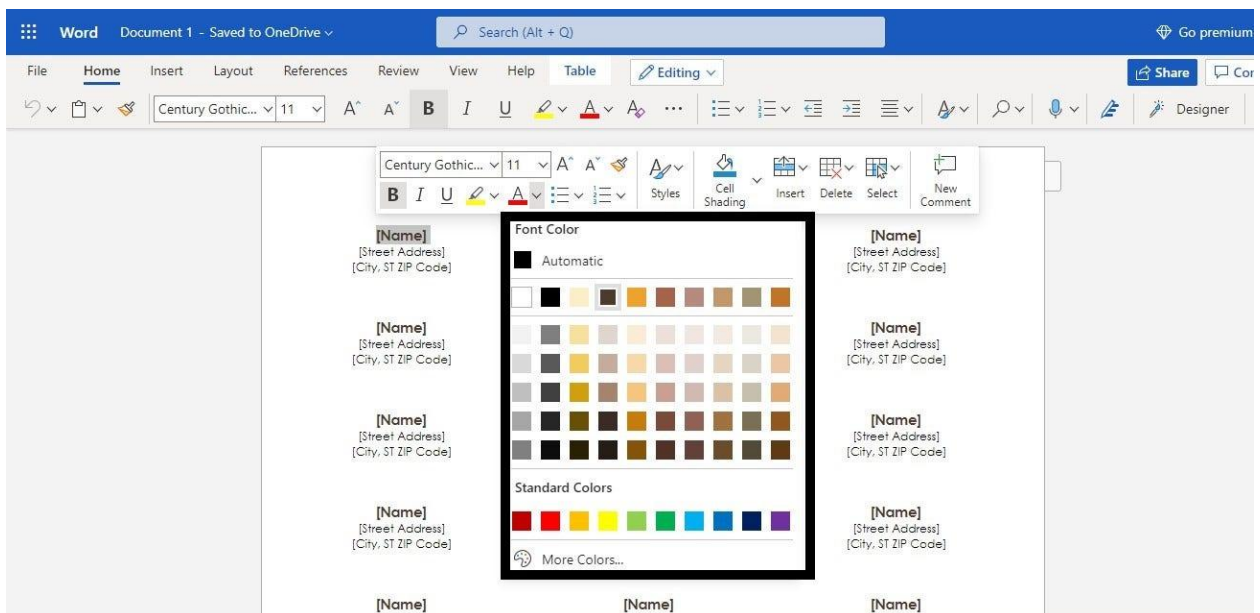 Word Document 1 - Saved to OneDrive Search (Alt + Q) Go premium
File Home Insert Layout References Review View Help Table Editing Share Co
Century Gothic... 11 A A B I U A A ... Designer
Century Gothic... 11 A A
B I U A Styles Cell Shading Insert Delete Select New Comment
Font Color
Automatic
Standard Colors
More Colors...
[Name]
[Street Address]
[City, ST ZIP Code]
[Name]
[Street Address]
[City, ST ZIP Code]
[Name]
[Street Address]
[City, ST ZIP Code]
[Name]
[Street Address]
[City, ST ZIP Code]
[Name]
[Street Address]
[City, ST ZIP Code]
[Name]
[Street Address]
[City, ST ZIP Code]
[Name]
[Street Address]
[City, ST ZIP Code]
[Name]
[Street Address]
[City, ST ZIP Code]
[Name] [Name] [Name]